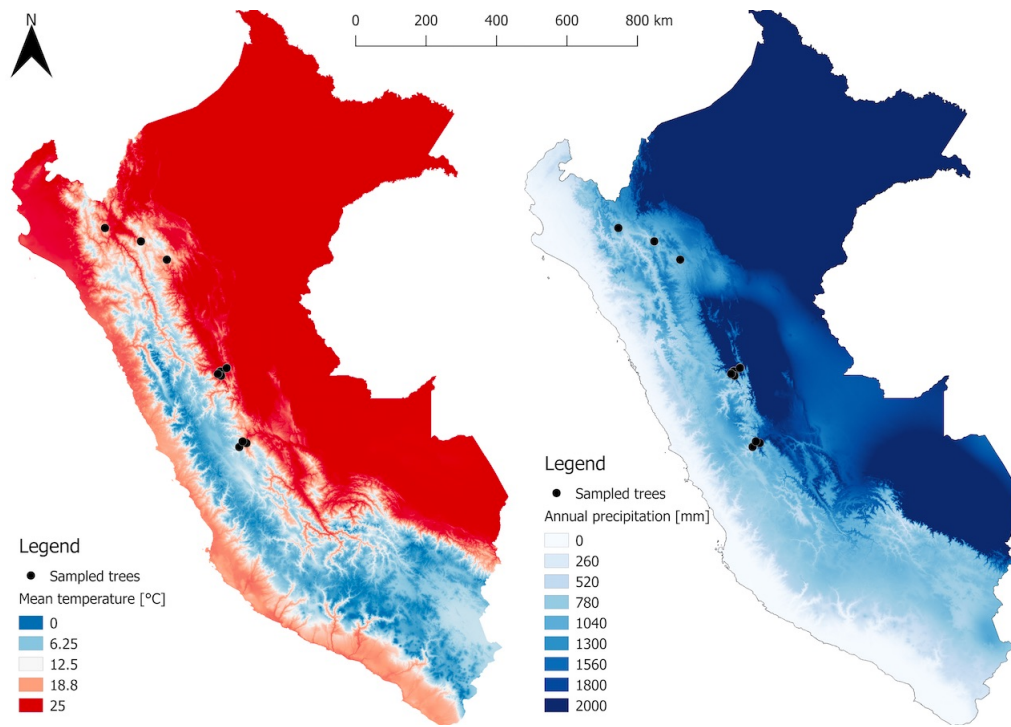 N
0 200 400 600 800 km
Legend
Sampled trees
Mean temperature [°C]
0
6.25
12.5
18.8
25
Legend
Sampled trees
Annual precipitation [mm]
0
260
520
780
1040
1300
1560
1800
2000